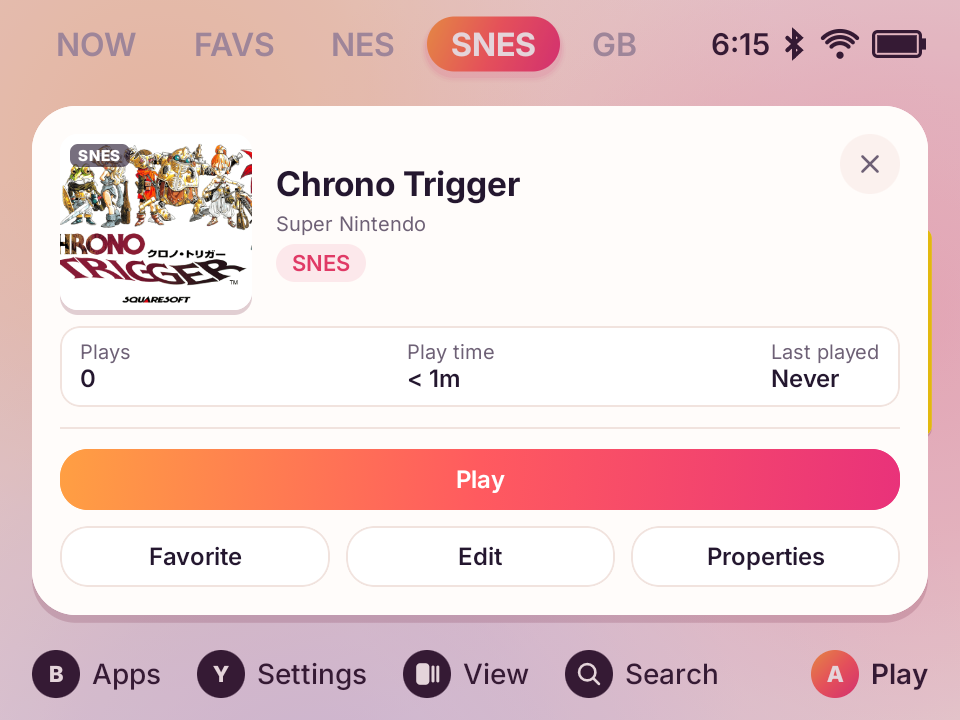 NOW FAVS NES SNES GB 6:15
SNES
CHRONO
クロノ・トリガー
TRIGGER™
SQUARESOFT
Chrono Trigger
Super Nintendo
SNES
Plays Play time Last played
0 < 1m Never
Play
Favorite Edit Properties
B Apps Y Settings View Search A Play